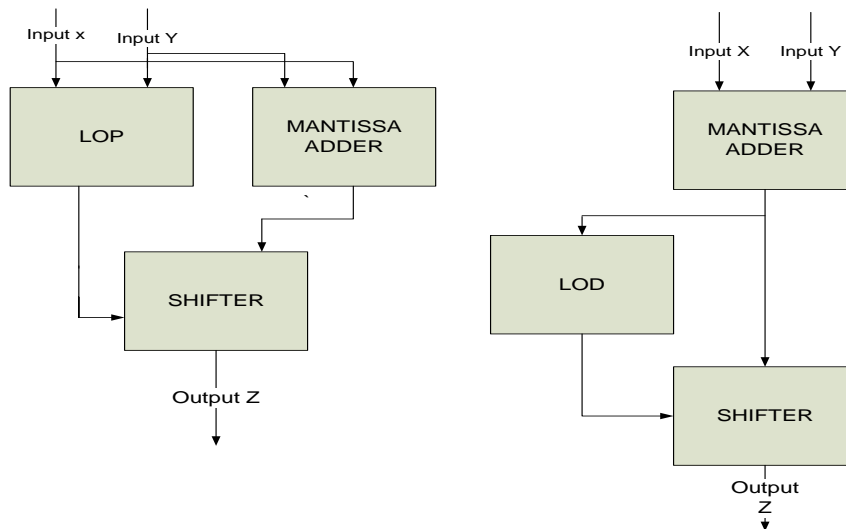 Input x
Input Y
LOP
MANTISSA
ADDER
`
SHIFTER
Output Z
Input X
Input Y
MANTISSA
ADDER
LOD
SHIFTER
Output
Z